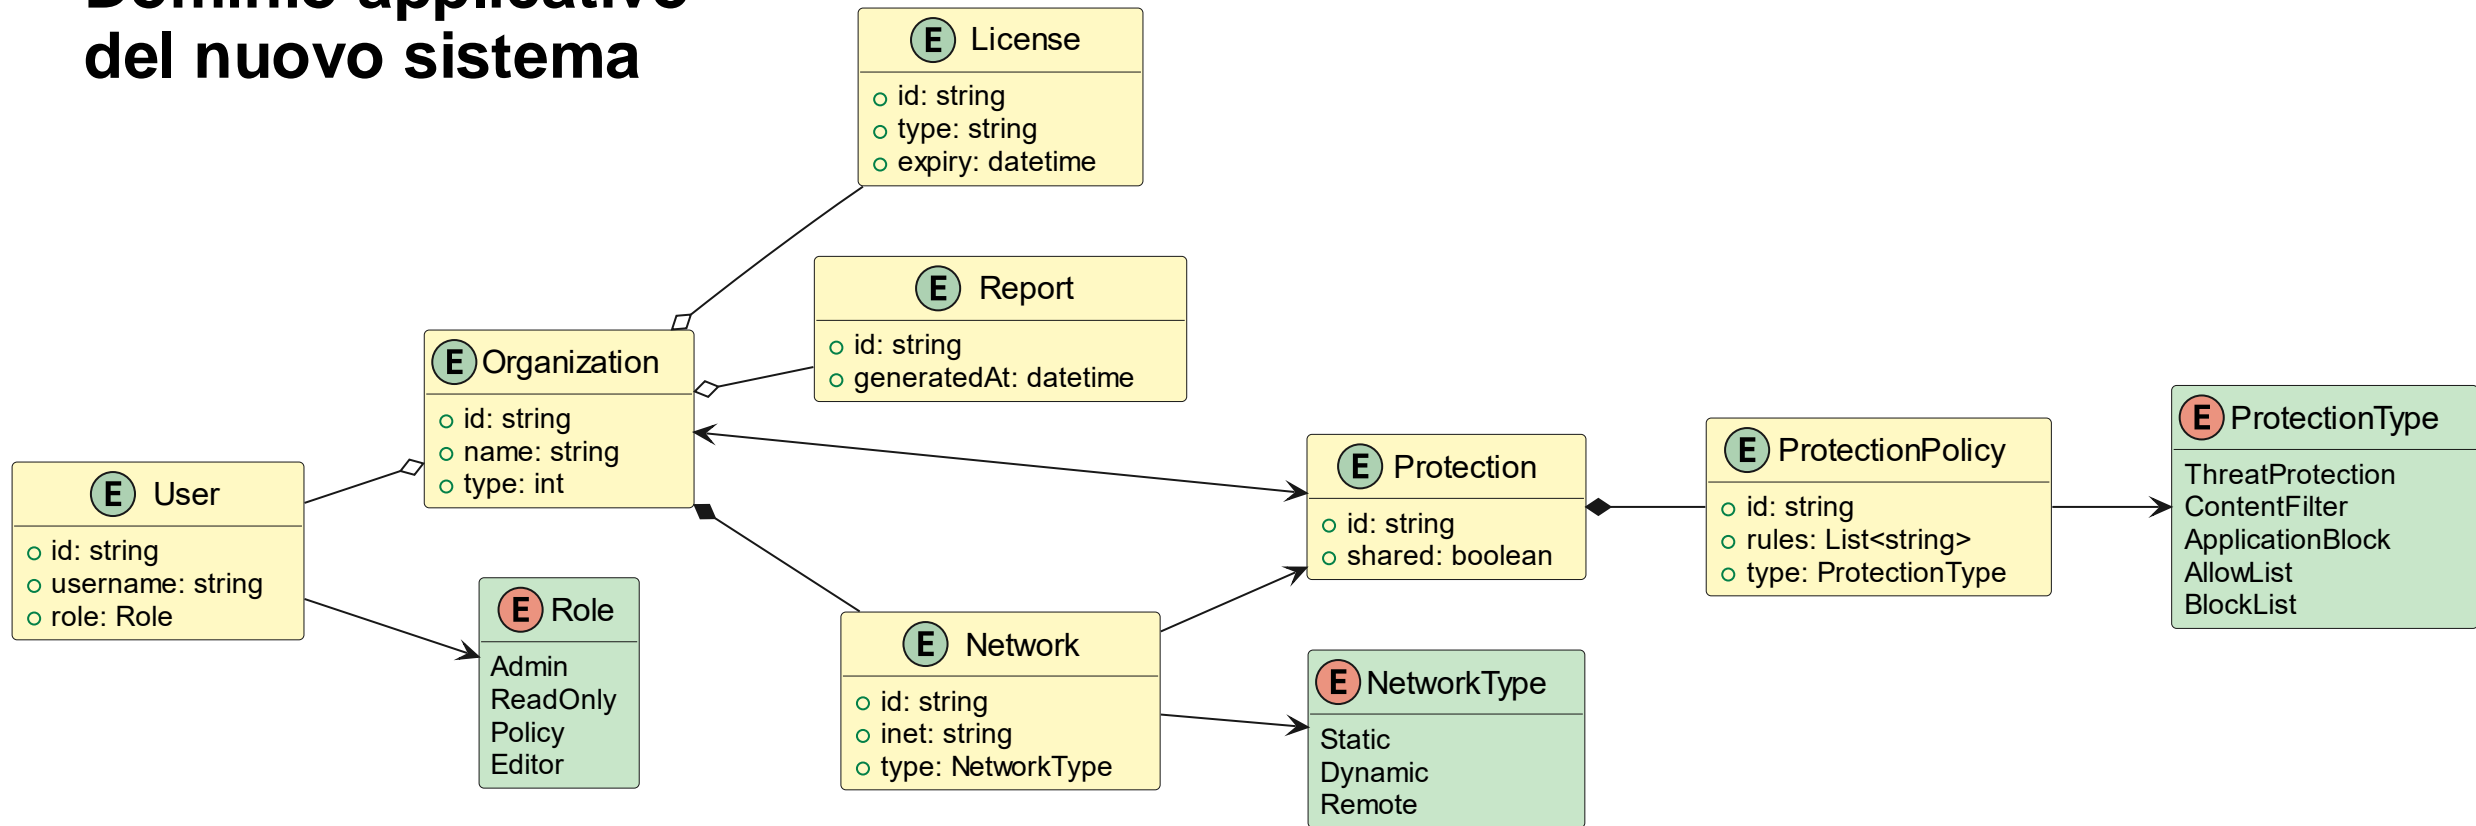 Dominio applicativo
del nuovo sistema
E License
id: string
type: string
expiry: datetime
E Report
id: string
generatedAt: datetime
E Organization
id: string
name: string
type: int
E User
id: string
username: string
role: Role
E Role
Admin
ReadOnly
Policy
Editor
E Network
id: string
inet: string
type: NetworkType
E Protection
id: string
shared: boolean
E NetworkType
Static
Dynamic
Remote
E ProtectionPolicy
id: string
rules: List<string>
type: ProtectionType
E ProtectionType
ThreatProtection
ContentFilter
ApplicationBlock
AllowList
BlockList